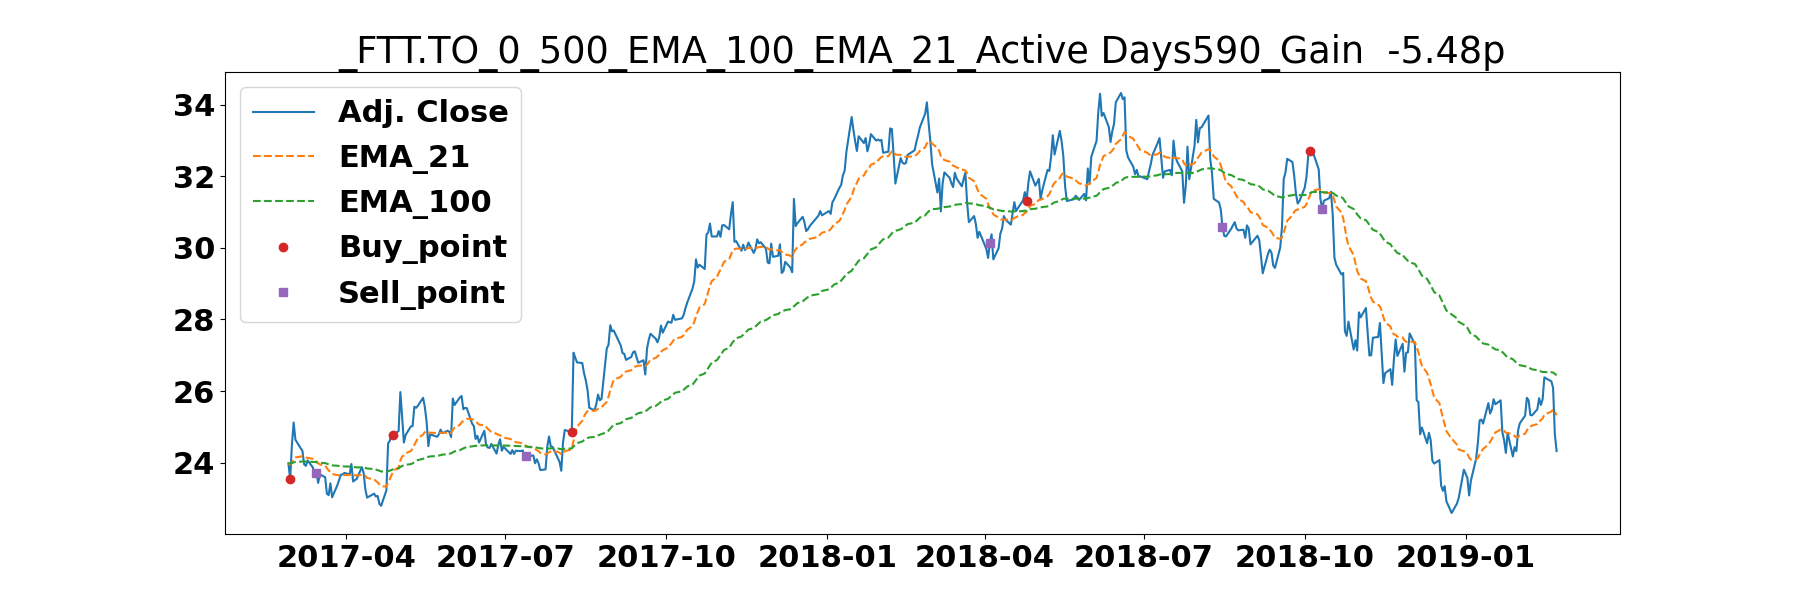 _FTT.TO_0_500_EMA_100_EMA_21_Active Days590_Gain  -5.48p
Adj. Close
EMA_21
EMA_100
Buy_point
Sell_point
34
32
30
28
26
24
2017-04 2017-07 2017-10 2018-01 2018-04 2018-07 2018-10 2019-01